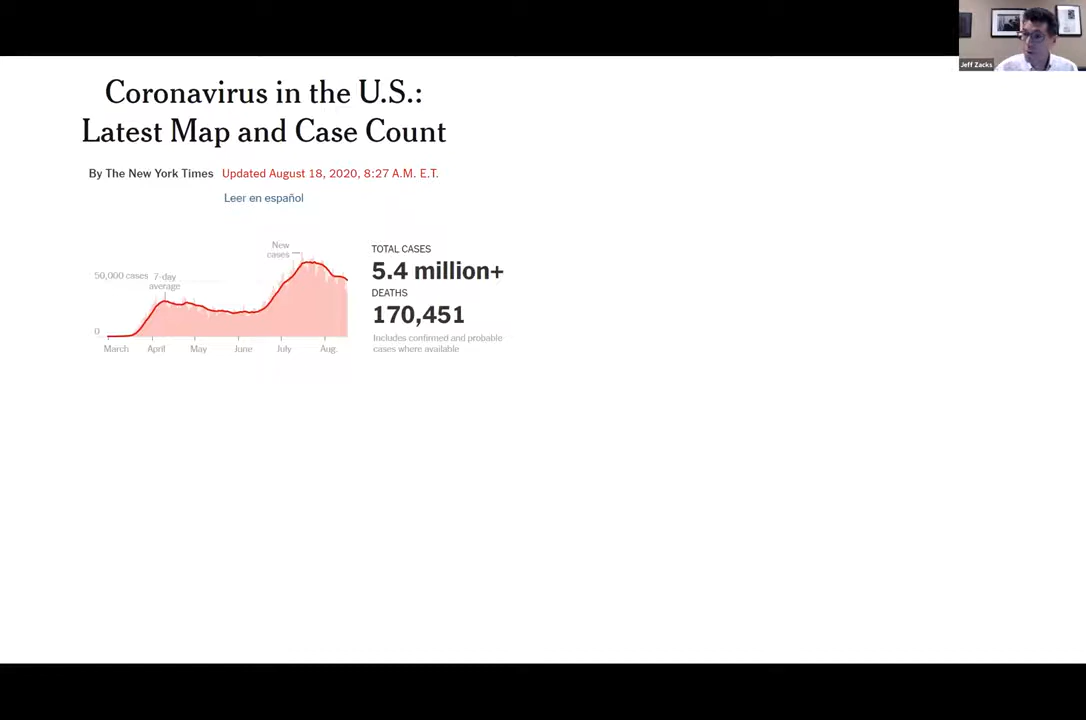 Jeff Zacks
Coronavirus in the U.S.:
Latest Map and Case Count
By The New York Times Updated August 18, 2020, 8:27 A.M. E.T.
Leer en español
New
cases
50,000 cases
7-day
average
0
March April May June July Aug.
TOTAL CASES
5.4 million+
DEATHS
170,451
Includes confirmed and probable
cases where available